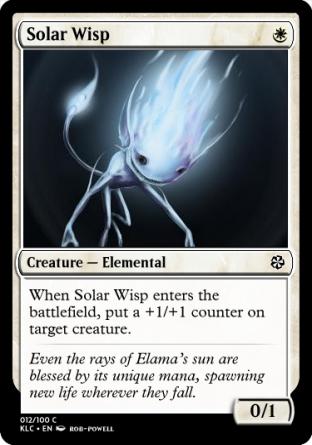 Solar Wisp
Creature — Elemental
When Solar Wisp enters the
battlefield, put a +1/+1 counter on
target creature.
Even the rays of Elama's sun are
blessed by its unique mana, spawning
new life wherever they fall.
0/1
012/100 C
KLC • EN ROB-POWELL